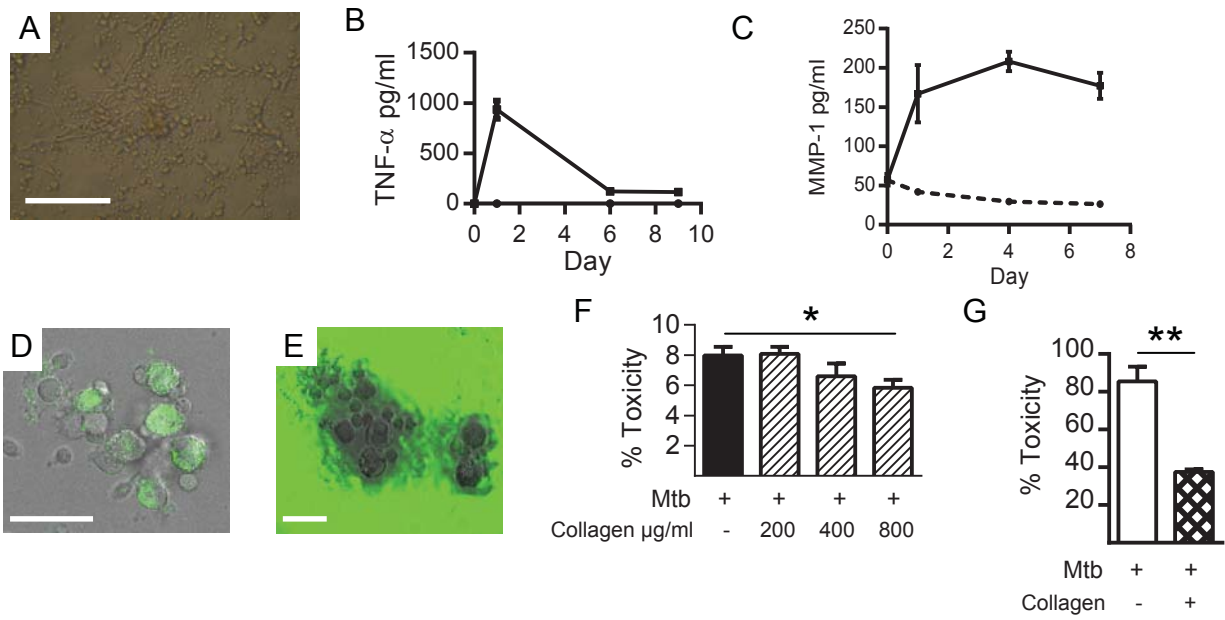 A
B
TNF-α pg/ml
1500
1000
500
0
0 2 4 6 8 10
Day
C
MMP-1 pg/ml
250
200
150
100
50
0
0 2 4 6 8
Day
D
E
F
% Toxicity
10
8
6
4
2
*
Mtb + + + +
Collagen µg/ml - 200 400 800
G
% Toxicity
100
80
60
40
20
**
Mtb + +
Collagen - +